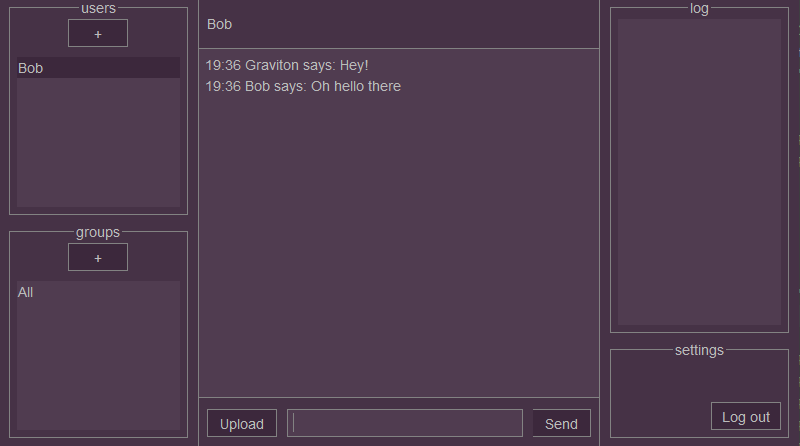 users
+
Bob
groups
+
All
Bob
19:36 Graviton says: Hey!
19:36 Bob says: Oh hello there
Upload
Send
log
settings
Log out